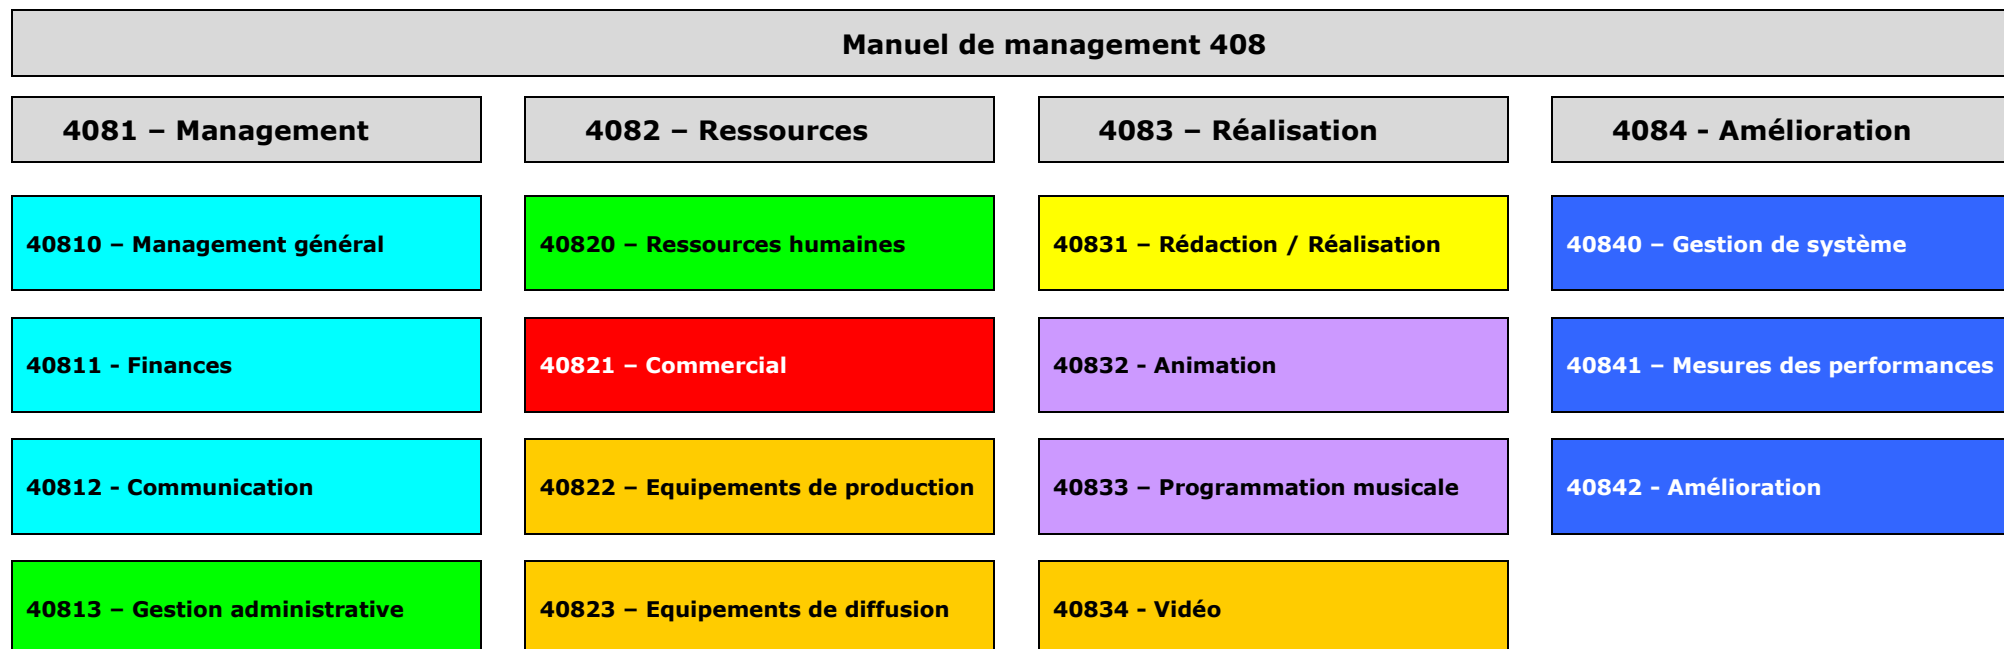 Manuel de management 408
4081 – Management
4082 – Ressources
4083 – Réalisation
4084 - Amélioration
40810 – Management général
40820 – Ressources humaines
40831 – Rédaction / Réalisation
40840 – Gestion de système
40811 - Finances
40821 – Commercial
40832 - Animation
40841 – Mesures des performances
40812 - Communication
40822 – Equipements de production
40833 – Programmation musicale
40842 - Amélioration
40813 – Gestion administrative
40823 – Equipements de diffusion
40834 - Vidéo